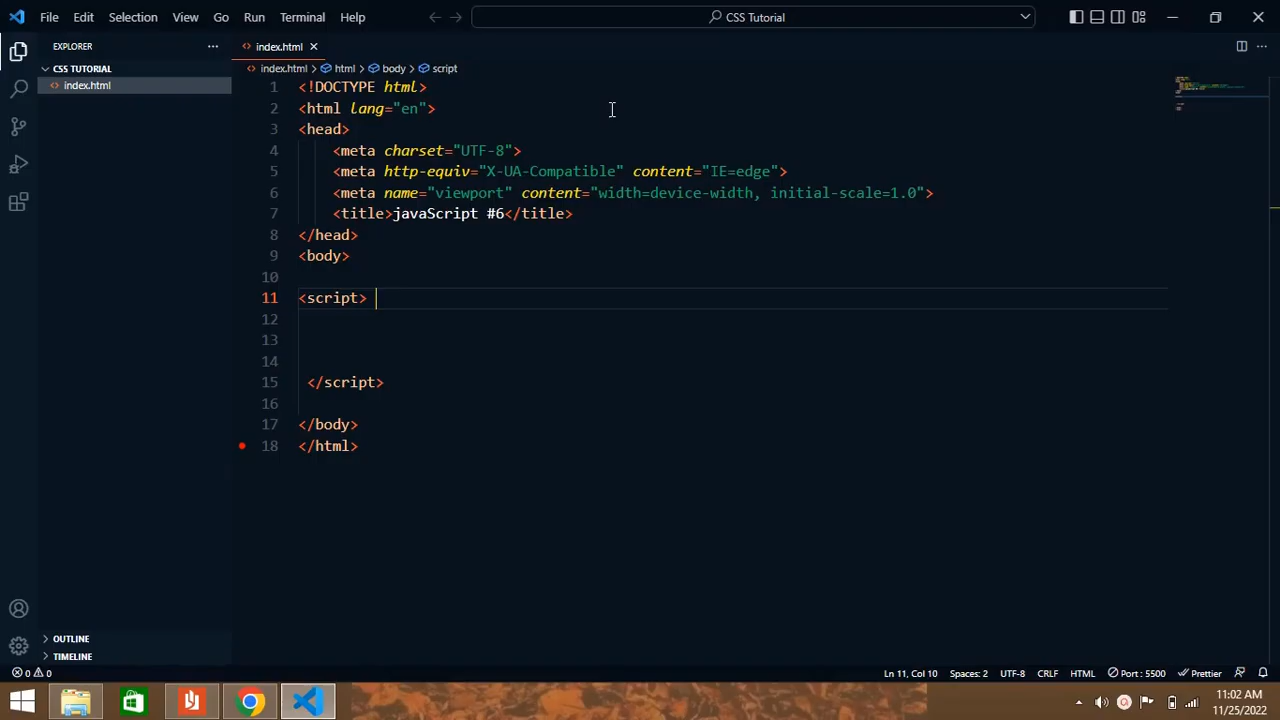 File Edit Selection View Go Run Terminal Help
CSS Tutorial
EXPLORER
index.html
CSS TUTORIAL
index.html
index.html > html > body > script
1 <!DOCTYPE html>
2 <html lang="en">
3 <head>
4 <meta charset="UTF-8">
5 <meta http-equiv="X-UA-Compatible" content="IE=edge">
6 <meta name="viewport" content="width=device-width, initial-scale=1.0">
7 <title>javaScript #6</title>
8 </head>
9 <body>
10
11 <script>
12
13
14
15 </script>
16
17 </body>
18 </html>
OUTLINE
TIMELINE
0 0
Ln 11, Col 10 Spaces: 2 UTF-8 CRLF HTML Port : 5500 Prettier
11:02 AM
11/25/2022